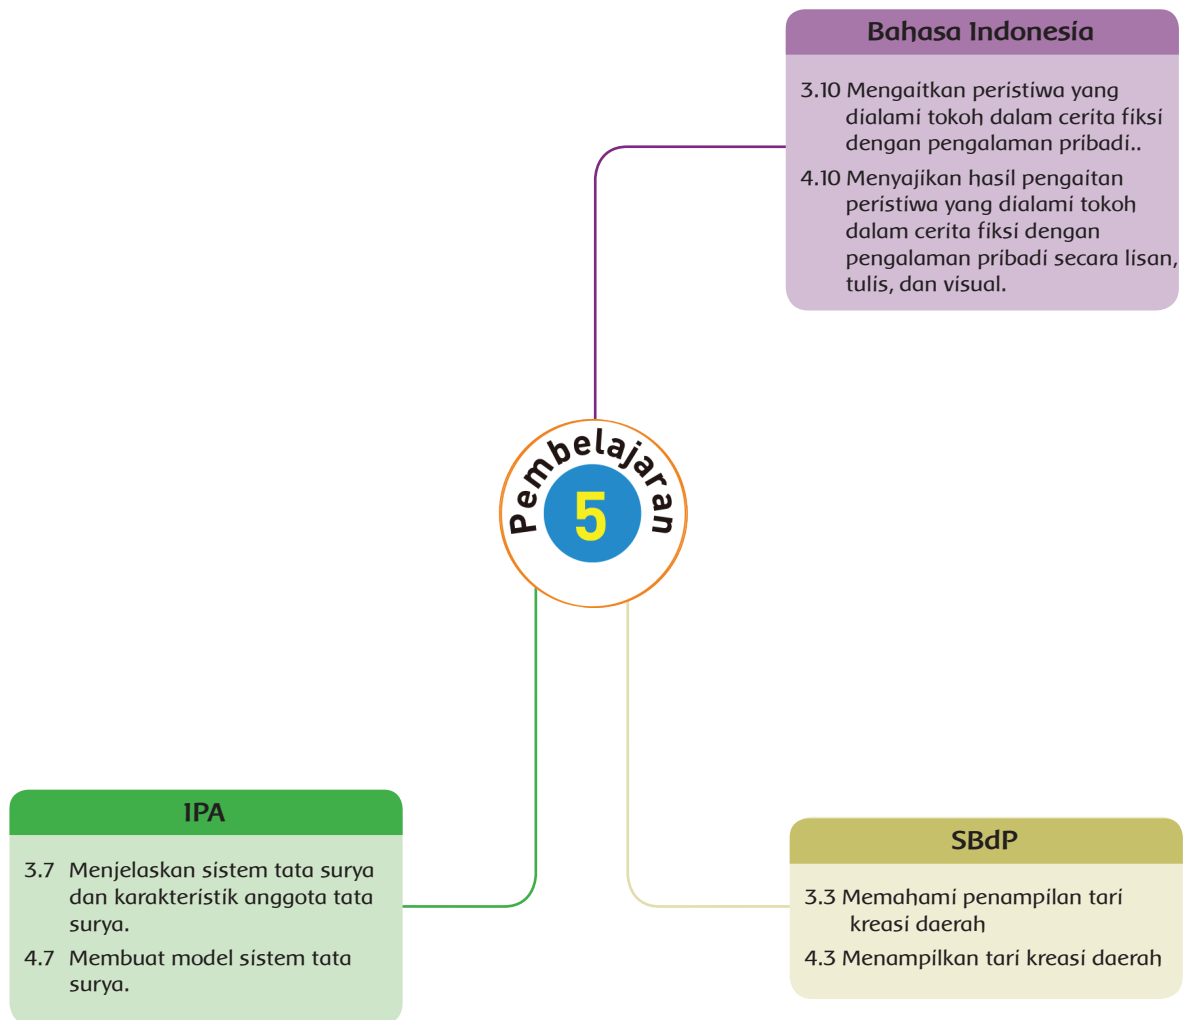 Bahasa Indonesia
3.10 Mengaitkan peristiwa yang
dialami tokoh dalam cerita fiksi
dengan pengalaman pribadi..
4.10 Menyajikan hasil pengaitan
peristiwa yang dialami tokoh
dalam cerita fiksi dengan
pengalaman pribadi secara lisan,
tulis, dan visual.
Pembelajaran
5
IPA
3.7 Menjelaskan sistem tata surya
dan karakteristik anggota tata
surya.
4.7 Membuat model sistem tata
surya.
SBdP
3.3 Memahami penampilan tari
kreasi daerah
4.3 Menampilkan tari kreasi daerah